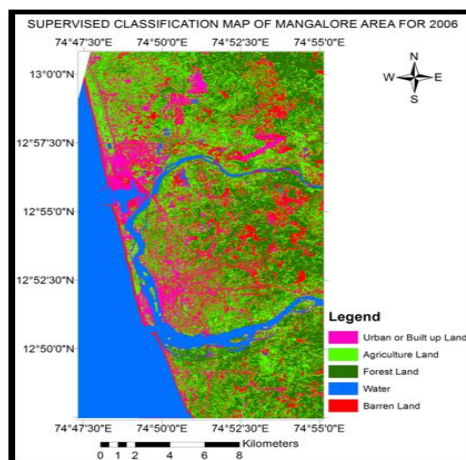 SUPERVISED CLASSIFICATION MAP OF MANGALORE AREA FOR 2006
74°47'30"E 74°50'0"E 74°52'30"E 74°55'0"E
N
W E
S
13°0'0"N
12°57'30"N
12°55'0"N
12°52'30"N
12°50'0"N
Legend
Urban or Built up Land
Agriculture Land
Forest Land
Water
Barren Land
74°47'30"E 74°50'0"E 74°52'30"E 74°55'0"E
Kilometers
0 1 2 4 6 8